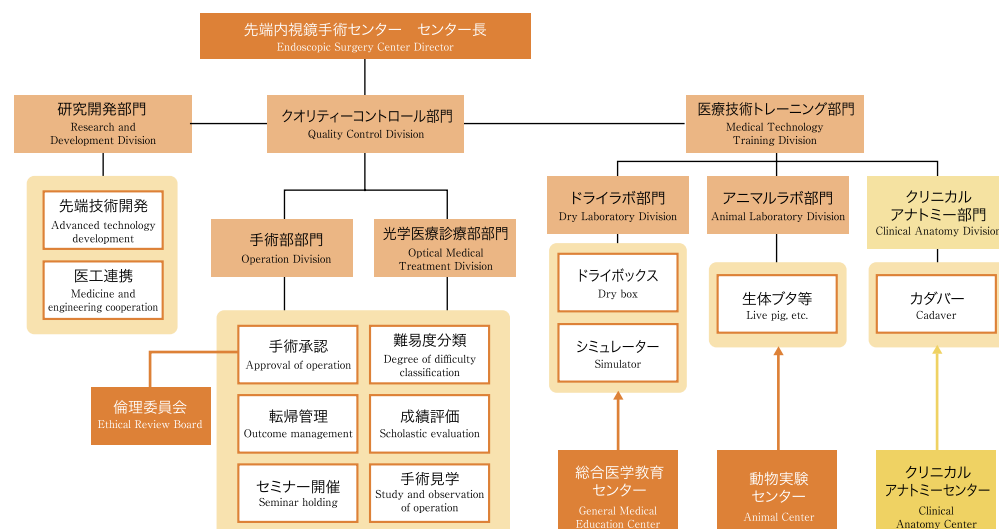 先端内視鏡手術センター　センター長
Endoscopic Surgery Center Director
研究開発部門
Research and
Development Division
クオリティーコントロール部門
Quality Control Division
医療技術トレーニング部門
Medical Technology
Training Division
先端技術開発
Advanced technology
development
医工連携
Medicine and
engineering cooperation
手術部部門
Operation Division
光学医療診療部部門
Optical Medical
Treatment Division
ドライラボ部門
Dry Laboratory Division
アニマルラボ部門
Animal Laboratory Division
クリニカル
アナトミー部門
Clinical Anatomy Division
ドライボックス
Dry box
シミュレーター
Simulator
生体ブタ等
Live pig, etc.
カダバー
Cadaver
手術承認
Approval of operation
難易度分類
Degree of difficulty
classification
転帰管理
Outcome management
成績評価
Scholastic evaluation
セミナー開催
Seminar holding
手術見学
Study and observation
of operation
倫理委員会
Ethical Review Board
総合医学教育
センター
General Medical
Education Center
動物実験
センター
Animal Center
クリニカル
アナトミーセンター
Clinical
Anatomy Center